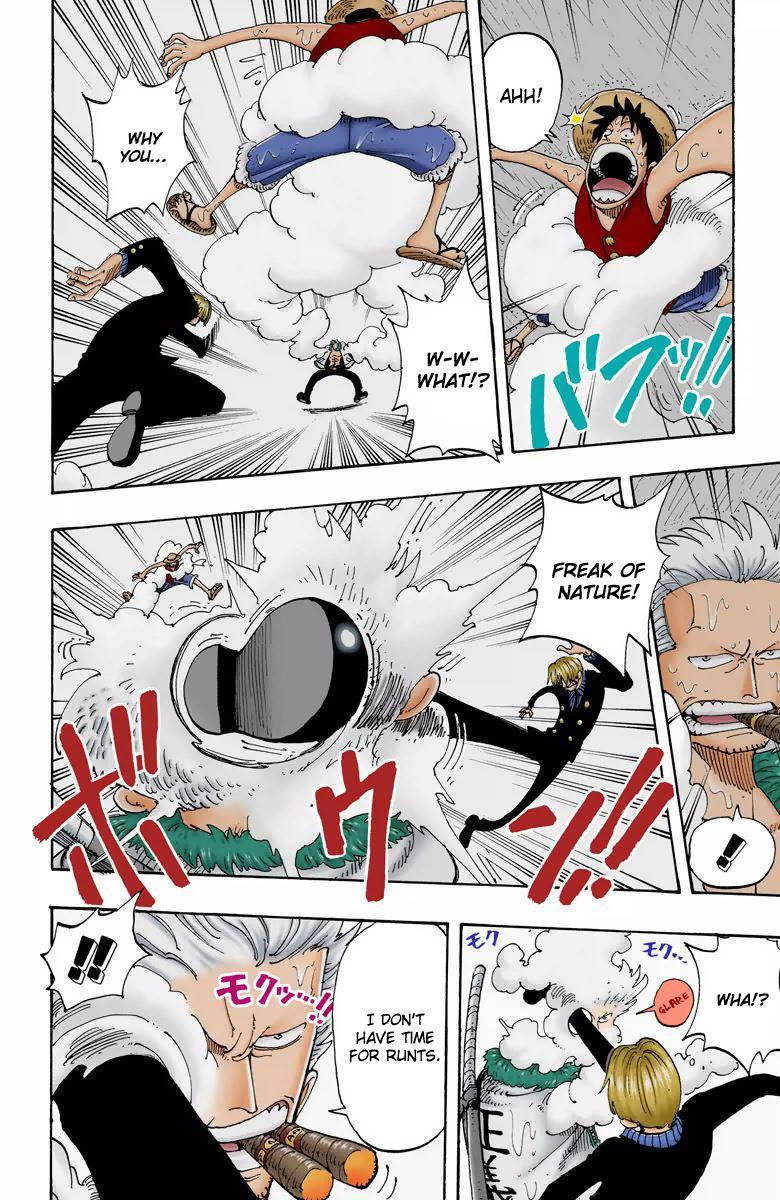 AHH!
バフッ!!!
WHY
YOU...
W-W-
WHAT!?
!!
FREAK OF
NATURE!
ボウン!!!
WHA!?
GLARE
モク...
モク
I DON'T
HAVE TIME
FOR RUNTS.
モクッ...!!
!!